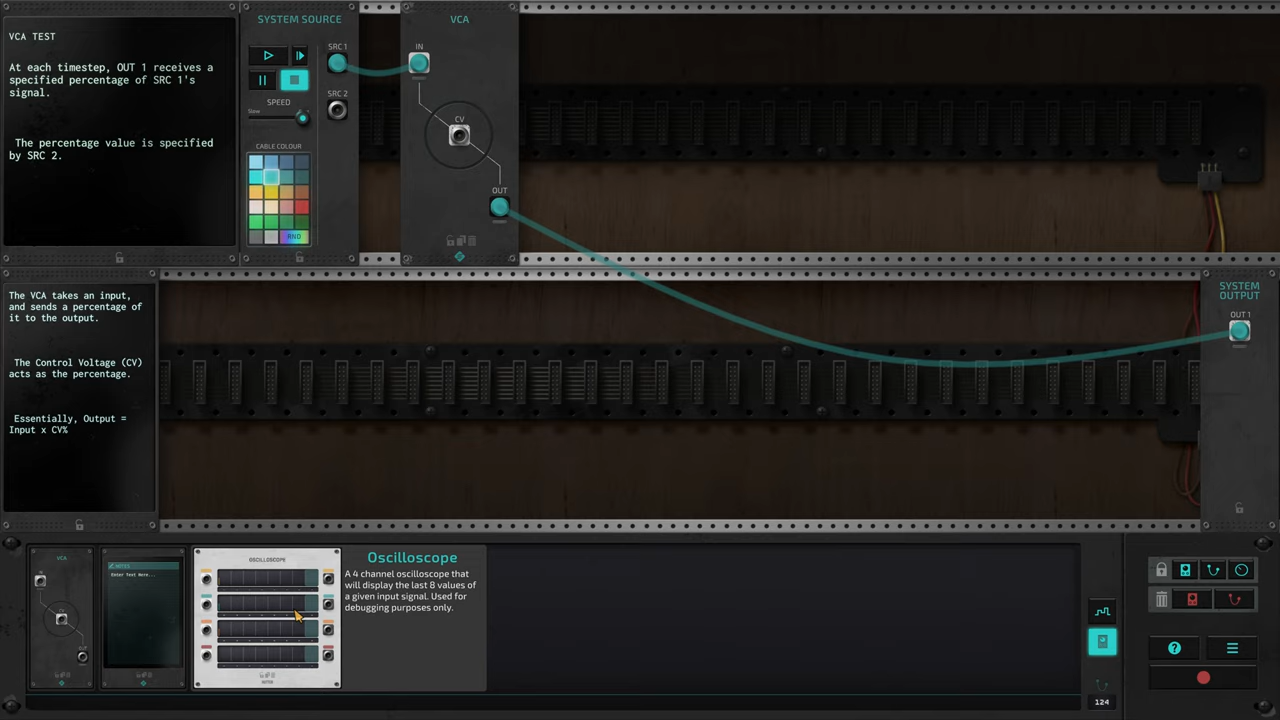 VCA TEST
At each timestep, OUT 1 receives a
specified percentage of SRC 1's
signal.
The percentage value is specified
by SRC 2.
SYSTEM SOURCE
SRC 1
SRC 2
SPEED
Slow
CABLE COLOUR
RND
VCA
IN
CV
OUT
The VCA takes an input,
and sends a percentage of
it to the output.
The Control Voltage (CV)
acts as the percentage.
Essentially, Output =
Input x CV%
SYSTEM
OUTPUT
OUT 1
VCA
NOTES
Enter Text Here...
OSCILLOSCOPE
Oscilloscope
A 4 channel oscilloscope that
will display the last 8 values of
a given input signal. Used for
debugging purposes only.
?
124